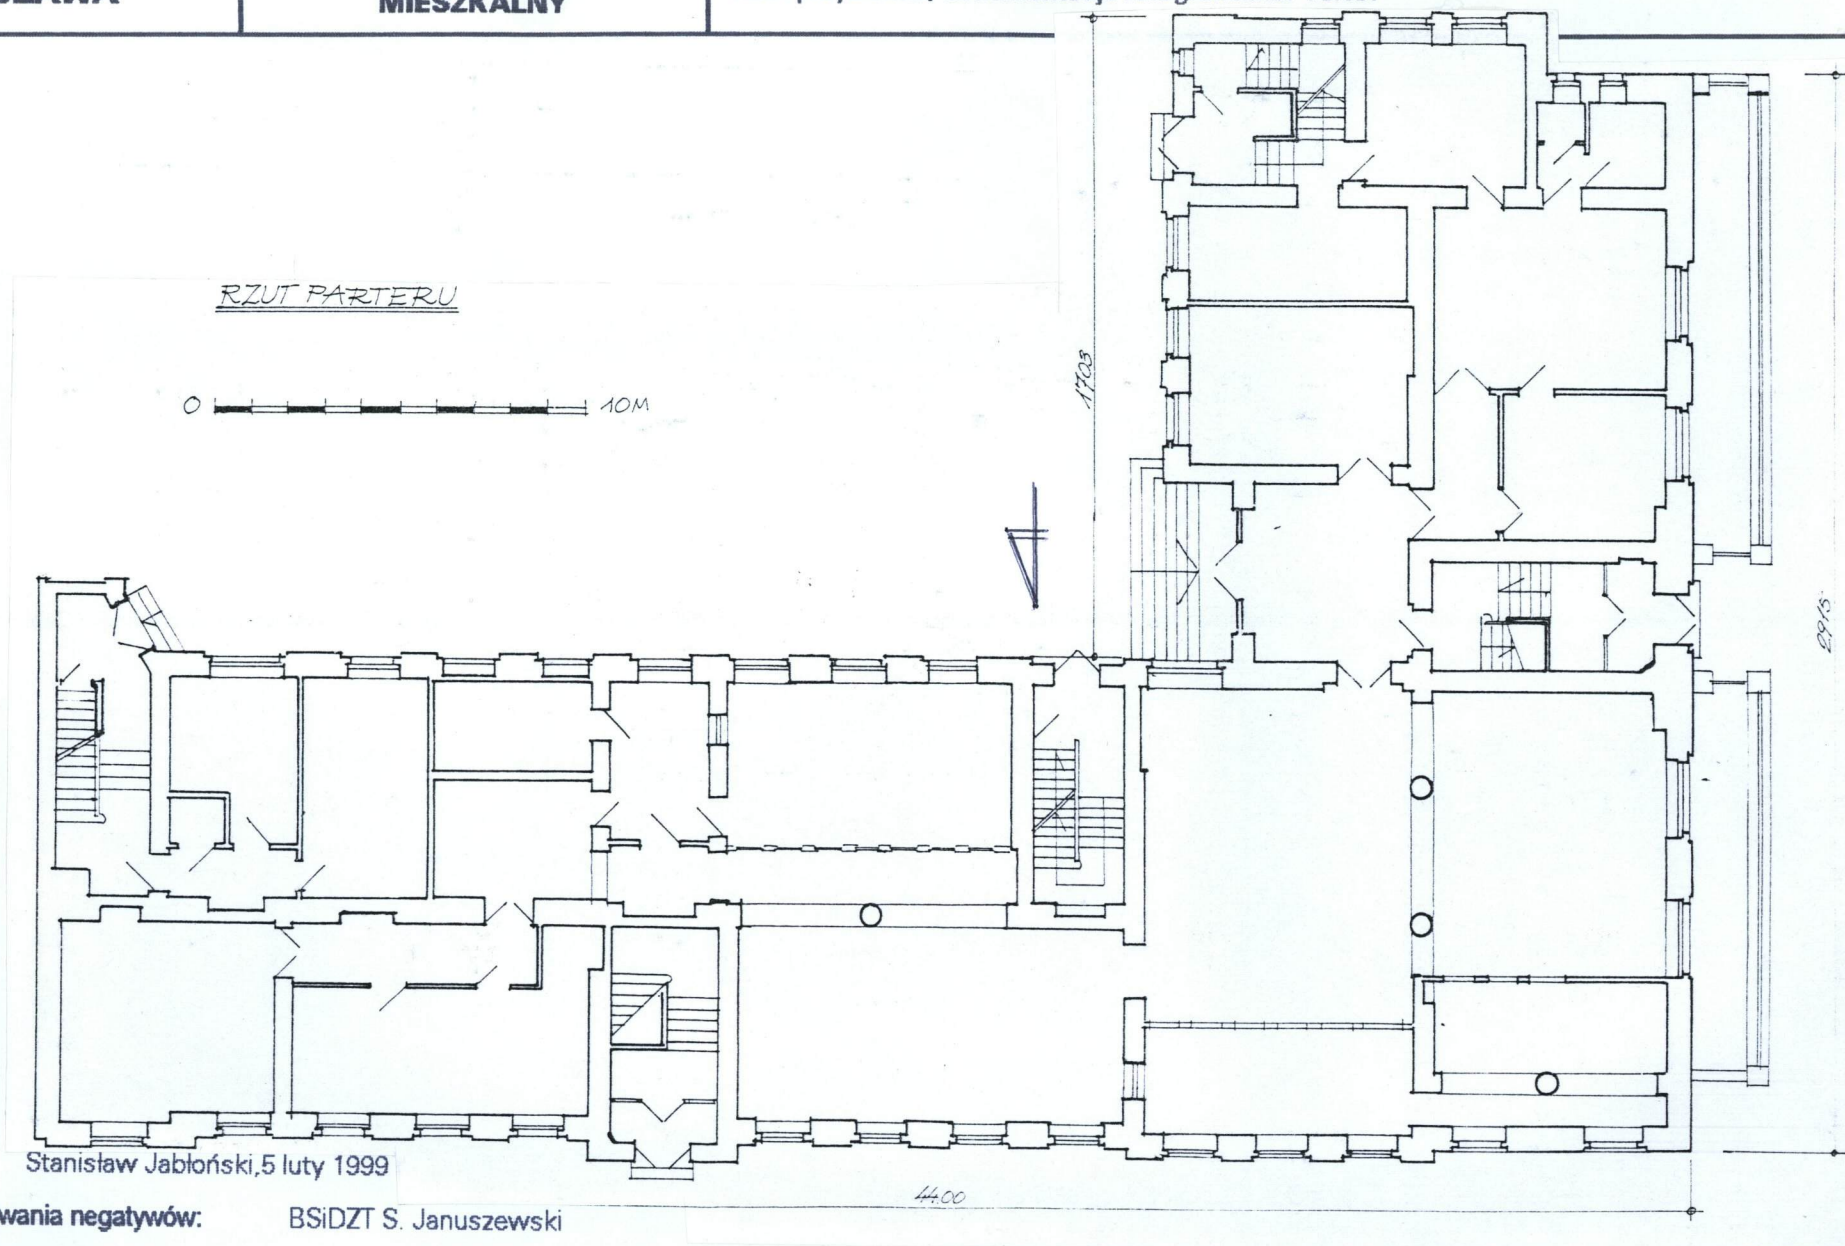 MIESZKALNY
RZUT PARTERU
0 10M
1703
2915
4400
Stanisław Jabłoński,5 luty 1999
wania negatywów: BSiDZT S. Januszewski